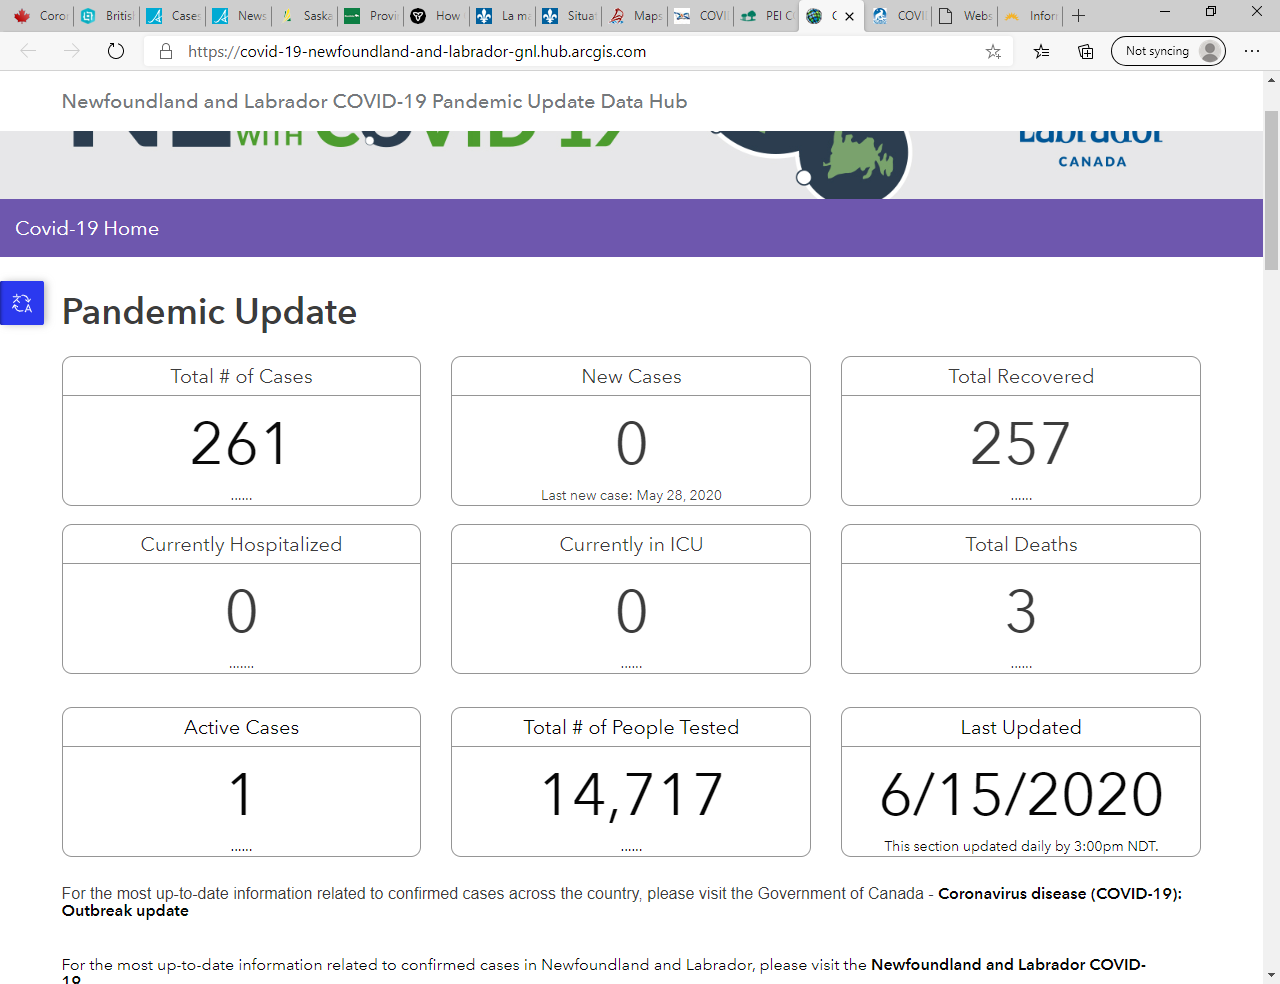 Coror
Britis
Case:
News
Saska
Provi
How
La ma
Situat
Maps
COVI
PEI C
C
COVI
Webs
Infori
https://covid-19-newfoundland-and-labrador-gnl.hub.arcgis.com
Not syncing
Newfoundland and Labrador COVID-19 Pandemic Update Data Hub
WITH COVID-19
Labrador
CANADA
Covid-19 Home
Pandemic Update
Total # of Cases
261
......
New Cases
0
Last new case: May 28, 2020
Total Recovered
257
......
Currently Hospitalized
0
.......
Currently in ICU
0
......
Total Deaths
3
......
Active Cases
1
......
Total # of People Tested
14,717
......
Last Updated
6/15/2020
This section updated daily by 3:00pm NDT.
For the most up-to-date information related to confirmed cases across the country, please visit the Government of Canada - Coronavirus disease (COVID-19):
Outbreak update
For the most up-to-date information related to confirmed cases in Newfoundland and Labrador, please visit the Newfoundland and Labrador COVID-
19